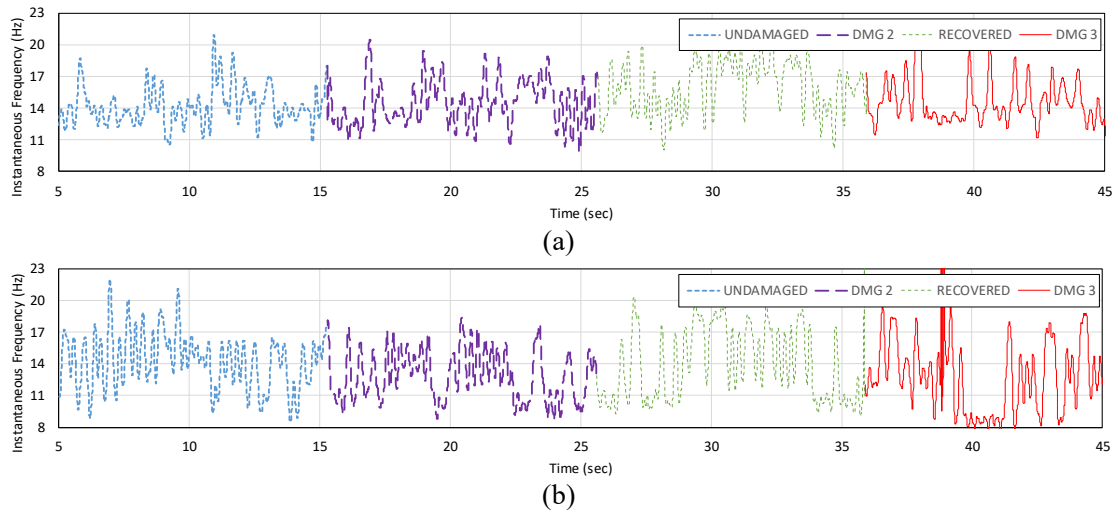 Instantaneous Frequency (Hz)
23
20
17
14
11
8
UNDAMAGED DMG 2 RECOVERED DMG 3
5 10 15 20 25 30 35 40 45
Time (sec)
(a)
Instantaneous Frequency (Hz)
23
20
17
14
11
8
UNDAMAGED DMG 2 RECOVERED DMG 3
5 10 15 20 25 30 35 40 45
Time (sec)
(b)